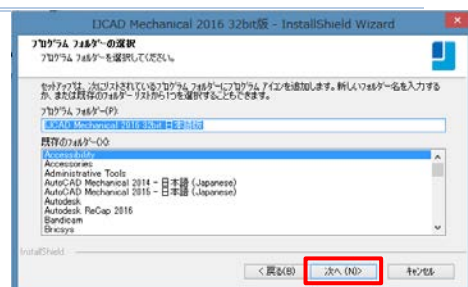 IJCAD Mechanical 2016 32bit版 - InstallShield Wizard
ﾌﾟﾛｸﾞﾗﾑ ﾌｫﾙﾀﾞｰの選択
ﾌﾟﾛｸﾞﾗﾑ ﾌｫﾙﾀﾞｰを選択してください。
ｾｯﾄｱｯﾌﾟは、次にﾘｽﾄされているﾌﾟﾛｸﾞﾗﾑ ﾌｫﾙﾀﾞｰにﾌﾟﾛｸﾞﾗﾑ ｱｲｺﾝを追加します。新しいﾌｫﾙﾀﾞｰ名を入力する
か、または既存のﾌｫﾙﾀﾞｰ ﾘｽﾄから1つを選択することもできます。
ﾌﾟﾛｸﾞﾗﾑ ﾌｫﾙﾀﾞｰ(P):
IJCAD Mechanical 2016 32bit 日本語版
既存のﾌｫﾙﾀﾞｰ(X):
Accessibility
Accessories
Administrative Tools
AutoCAD Mechanical 2014 - 日本語 (Japanese)
AutoCAD Mechanical 2015 - 日本語 (Japanese)
Autodesk
Autodesk ReCap 2016
Bandicam
Bricsys
InstallShield
< 戻る(B)
次へ (N)>
ｷｬﾝｾﾙ